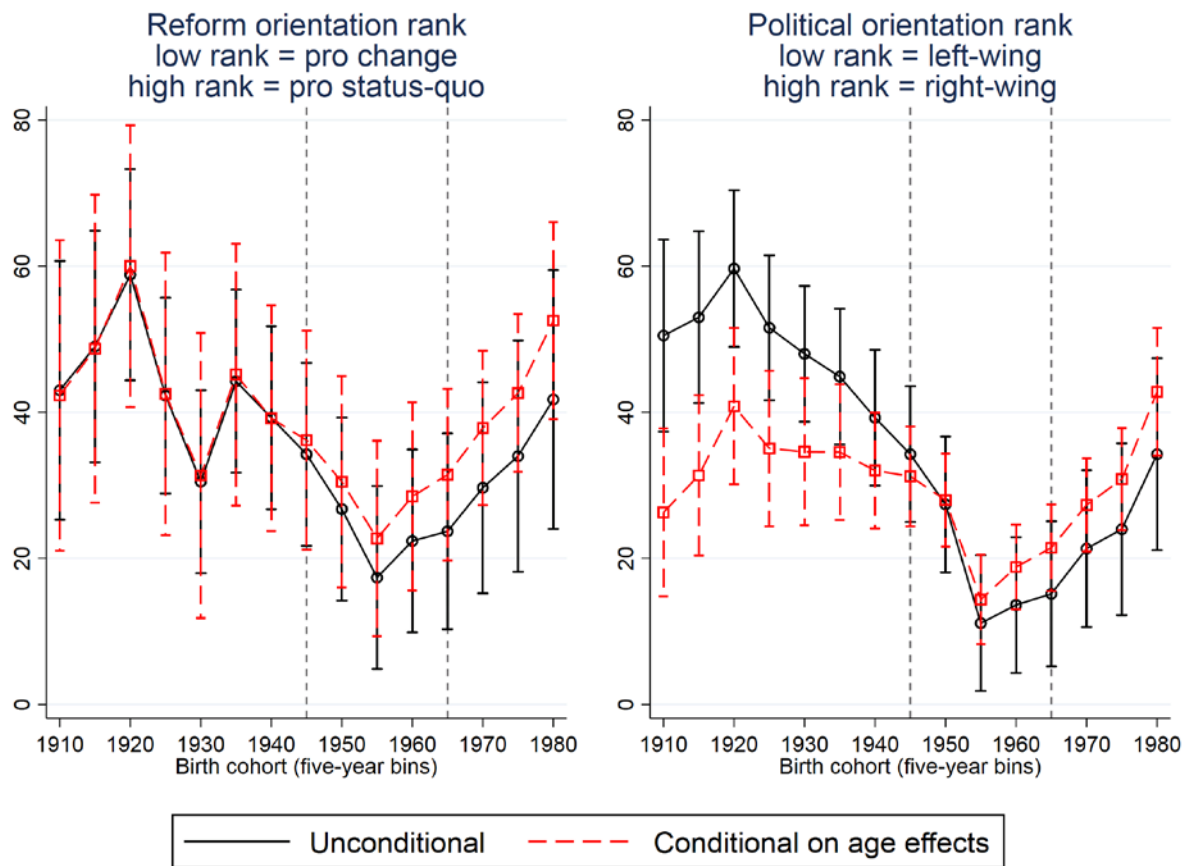 Reform orientation rank
low rank = pro change
high rank = pro status-quo
80
60
40
20
0
1910 1920 1930 1940 1950 1960 1970 1980
Birth cohort (five-year bins)
Political orientation rank
low rank = left-wing
high rank = right-wing
80
60
40
20
0
1910 1920 1930 1940 1950 1960 1970 1980
Birth cohort (five-year bins)
Unconditional
Conditional on age effects